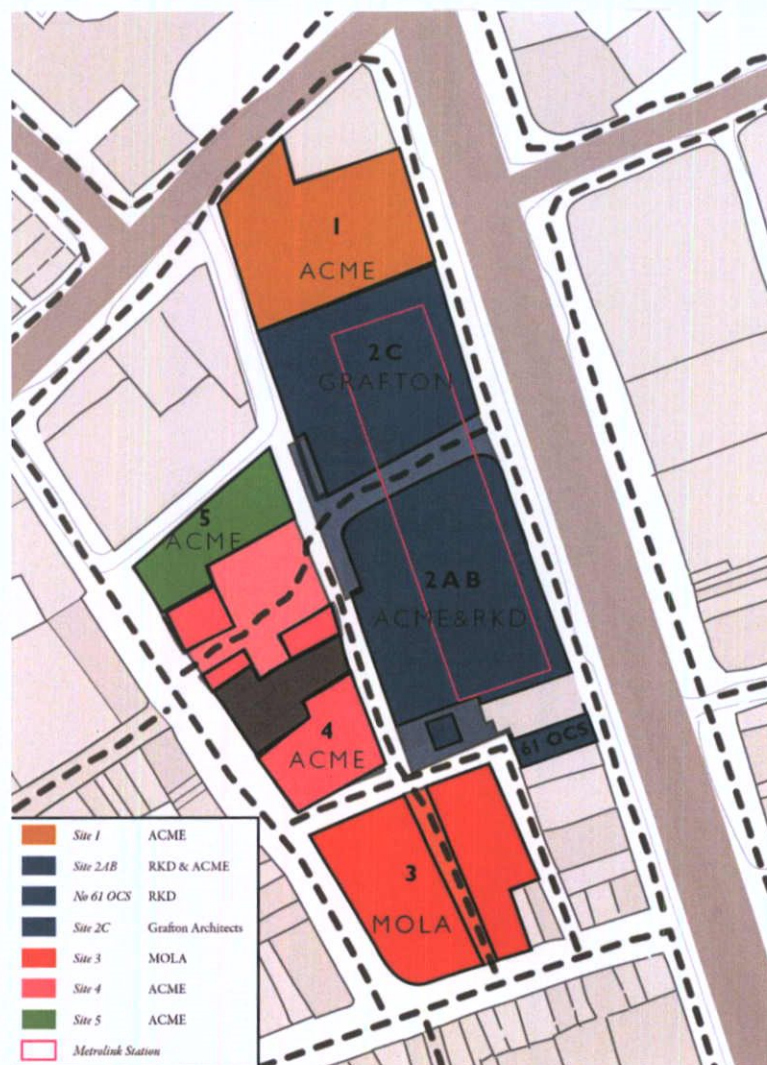 1
ACME
2C
GRAFTON
5
ACME
2AB
ACME&RKD
4
ACME
61 OCS
3
MOLA
Site 1 ACME
Site 2AB RKD & ACME
No 61 OCS RKD
Site 2C Grafton Architects
Site 3 MOLA
Site 4 ACME
Site 5 ACME
Metrolink Station